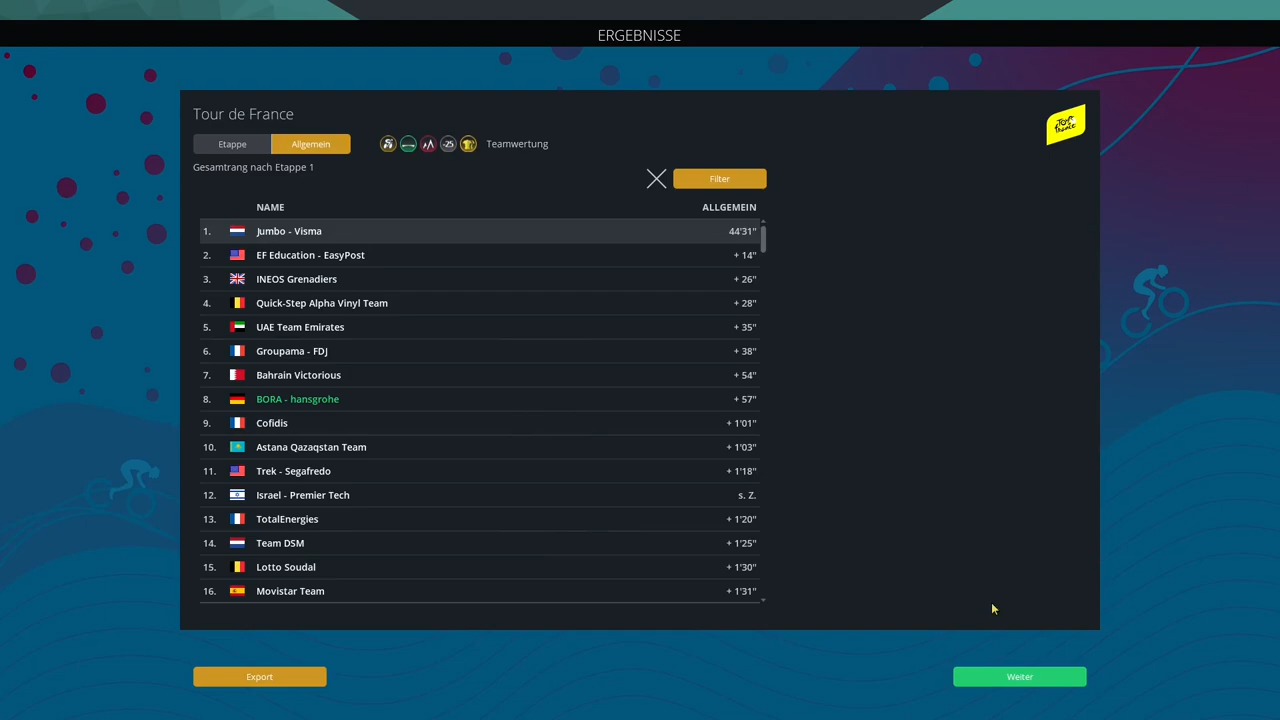 ERGEBNISSE
Tour de France
Etappe Allgemein -25 Teamwertung
Gesamtrang nach Etappe 1
Filter
NAME ALLGEMEIN
1. Jumbo - Visma 44'31"
2. EF Education - EasyPost + 14"
3. INEOS Grenadiers + 26"
4. Quick-Step Alpha Vinyl Team + 28"
5. UAE Team Emirates + 35"
6. Groupama - FDJ + 38"
7. Bahrain Victorious + 54"
8. BORA - hansgrohe + 57"
9. Cofidis + 1'01"
10. Astana Qazaqstan Team + 1'03"
11. Trek - Segafredo + 1'18"
12. Israel - Premier Tech s. Z.
13. TotalEnergies + 1'20"
14. Team DSM + 1'25"
15. Lotto Soudal + 1'30"
16. Movistar Team + 1'31"
Export Weiter